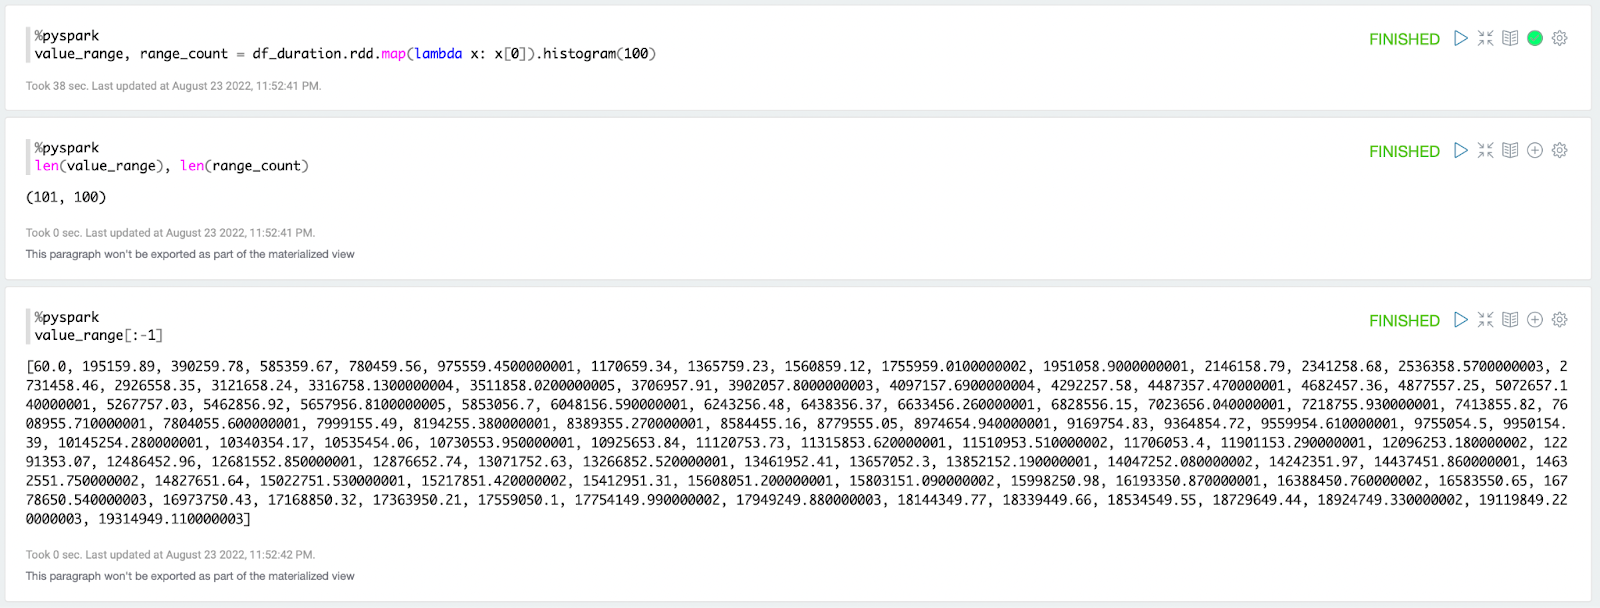 %pyspark
FINISHED
value_range, range_count = df_duration.rdd.map(lambda x: x[0]).histogram(100)
Took 38 sec. Last updated at August 23 2022, 11:52:41 PM.
%pyspark
FINISHED
len(value_range), len(range_count)
(101, 100)
Took 0 sec. Last updated at August 23 2022, 11:52:41 PM.
This paragraph won't be exported as part of the materialized view
%pyspark
FINISHED
value_range[:-1]
[60.0, 195159.89, 390259.78, 585359.67, 780459.56, 975559.4500000001, 1170659.34, 1365759.23, 1560859.12, 1755959.0100000002, 1951058.9000000001, 2146158.79, 2341258.68, 2536358.5700000003, 2
731458.46, 2926558.35, 3121658.24, 3316758.1300000004, 3511858.0200000005, 3706957.91, 3902057.8000000003, 4097157.6900000004, 4292257.58, 4487357.470000001, 4682457.36, 4877557.25, 5072657.1
40000001, 5267757.03, 5462856.92, 5657956.8100000005, 5853056.7, 6048156.590000001, 6243256.48, 6438356.37, 6633456.260000001, 6828556.15, 7023656.040000001, 7218755.930000001, 7413855.82, 760
8955.710000001, 7804055.600000001, 7999155.49, 8194255.380000001, 8389355.270000001, 8584455.16, 8779555.05, 8974654.940000001, 9169754.83, 9364854.72, 9559954.610000001, 9755054.5, 9950154.
39, 10145254.280000001, 10340354.17, 10535454.06, 10730553.950000001, 10925653.84, 11120753.73, 11315853.620000001, 11510953.510000002, 11706053.4, 11901153.290000001, 12096253.180000002, 122
91353.07, 12486452.96, 12681552.850000001, 12876652.74, 13071752.63, 13266852.520000001, 13461952.41, 13657052.3, 13852152.190000001, 14047252.080000002, 14242351.97, 14437451.860000001, 1463
2551.750000002, 14827651.64, 15022751.530000001, 15217851.420000002, 15412951.31, 15608051.200000001, 15803151.090000002, 15998250.98, 16193350.870000001, 16388450.760000002, 16583550.65, 167
78650.540000003, 16973750.43, 17168850.32, 17363950.21, 17559050.1, 17754149.990000002, 17949249.880000003, 18144349.77, 18339449.66, 18534549.55, 18729649.44, 18924749.330000002, 19119849.22
0000003, 19314949.110000003]
Took 0 sec. Last updated at August 23 2022, 11:52:42 PM.
This paragraph won't be exported as part of the materialized view